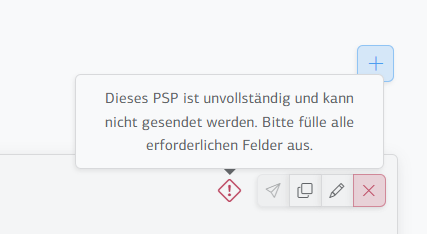 Dieses PSP ist unvollständig und kann
nicht gesendet werden. Bitte fülle alle
erforderlichen Felder aus.